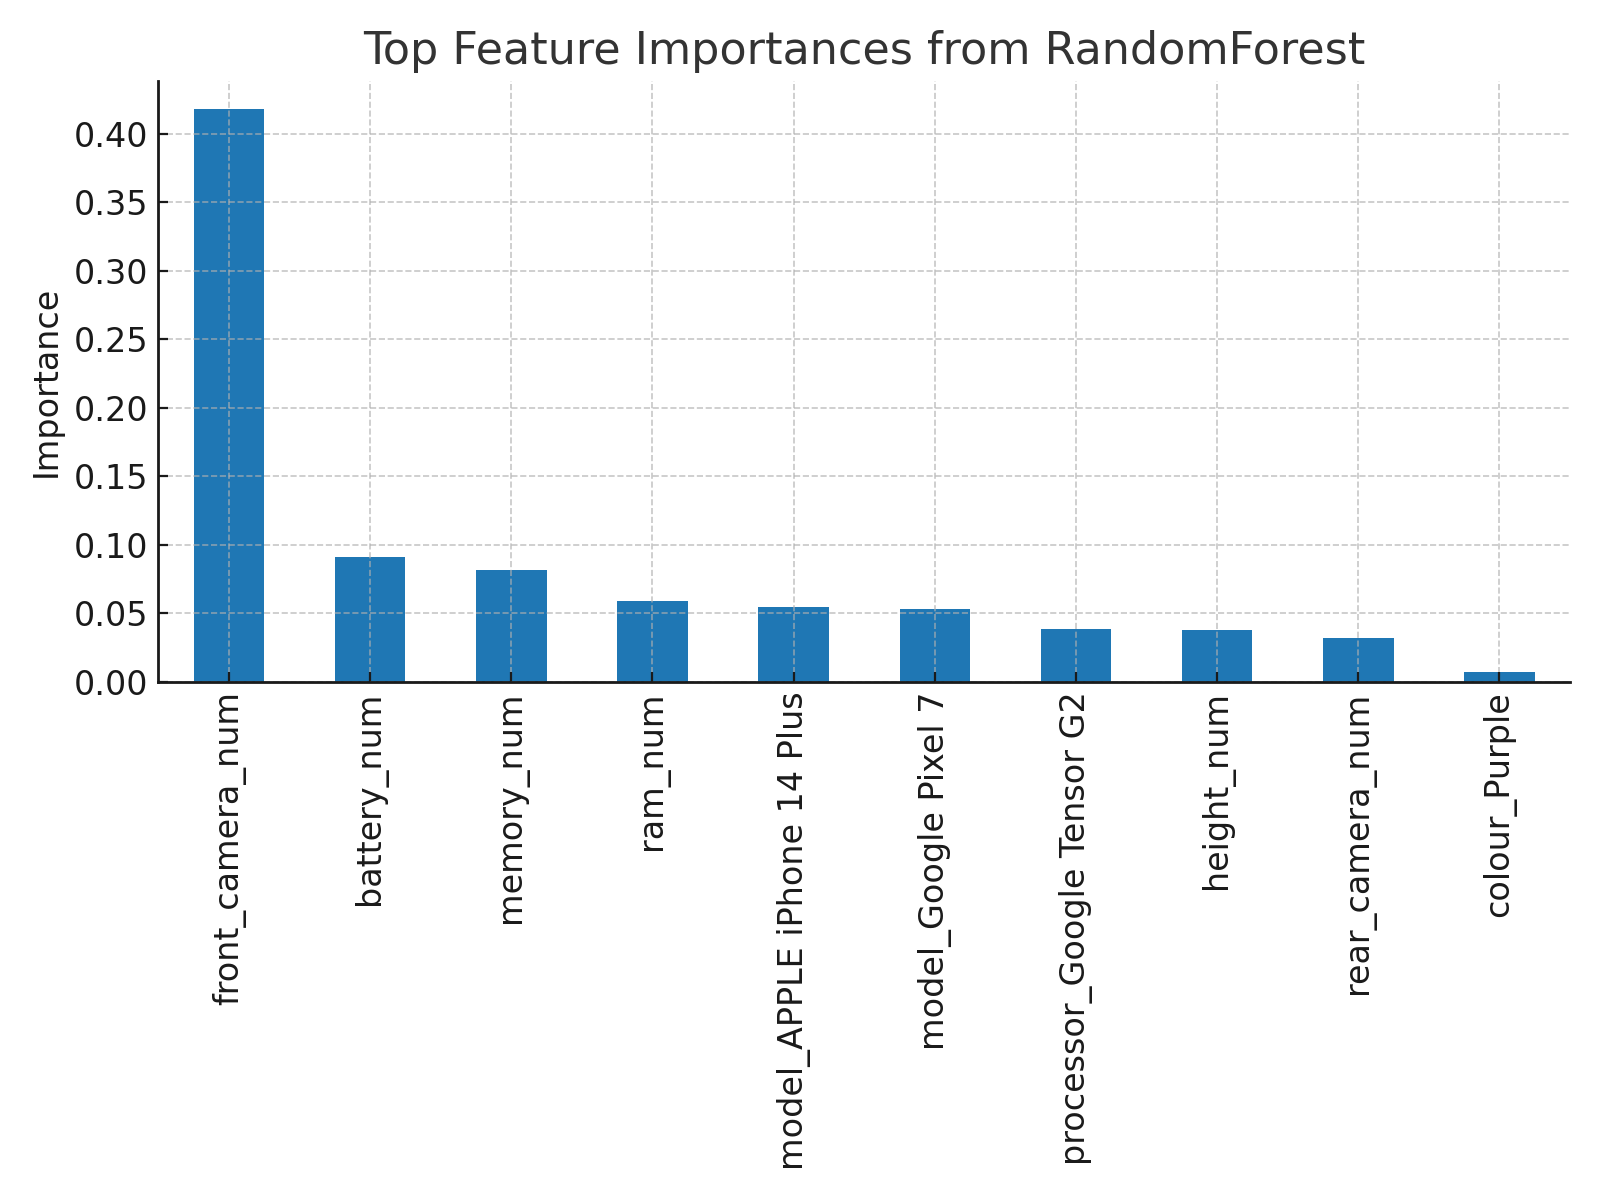 Top Feature Importances from RandomForest
Importance
0.40
0.35
0.30
0.25
0.20
0.15
0.10
0.05
0.00
front_camera_num
battery_num
memory_num
ram_num
model_APPLE iPhone 14 Plus
model_Google Pixel 7
processor_Google Tensor G2
height_num
rear_camera_num
colour_Purple